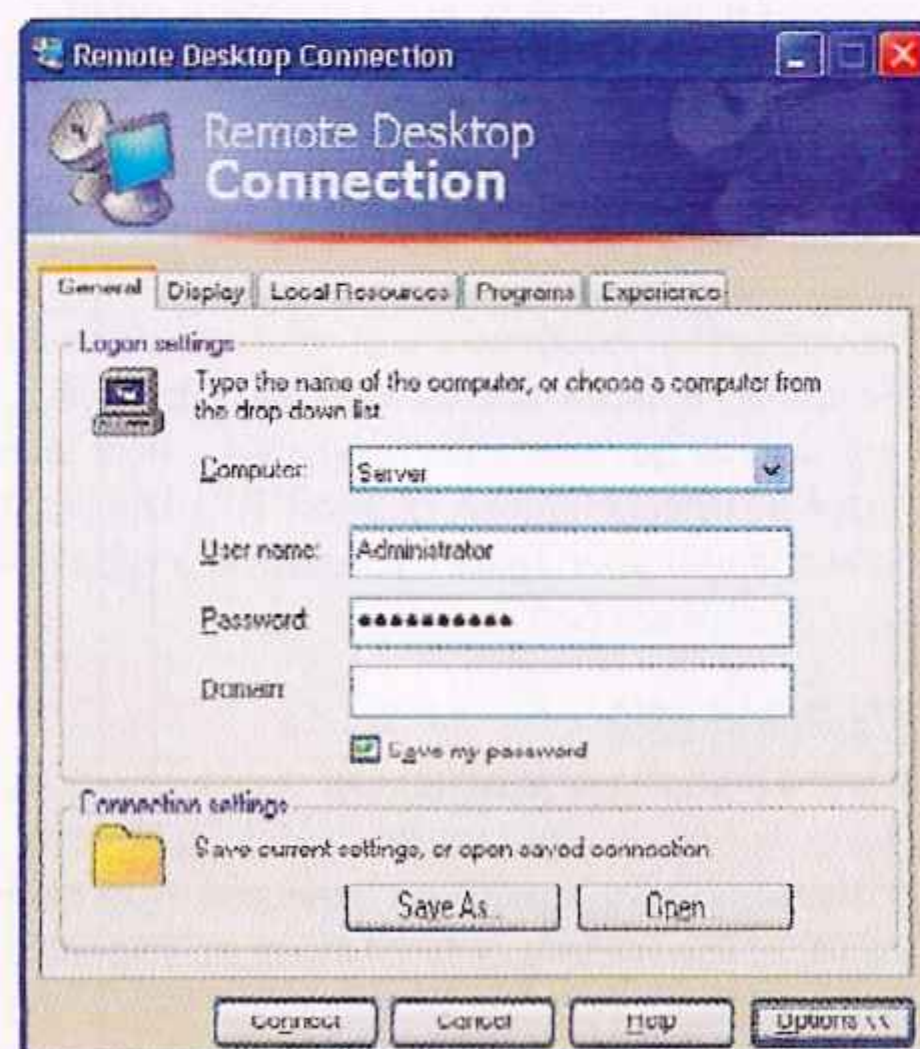 Remote Desktop Connection
Remote Desktop
Connection
General Display Local Resources Programs Experience
Logon settings
Type the name of the computer, or choose a computer from
the drop-down list.
Computer: Server
User name: Administrator
Password:
Domain:
Save my password
Connection settings
Save current settings, or open saved connection.
Save As... Open...
Connect Cancel Help Options <<